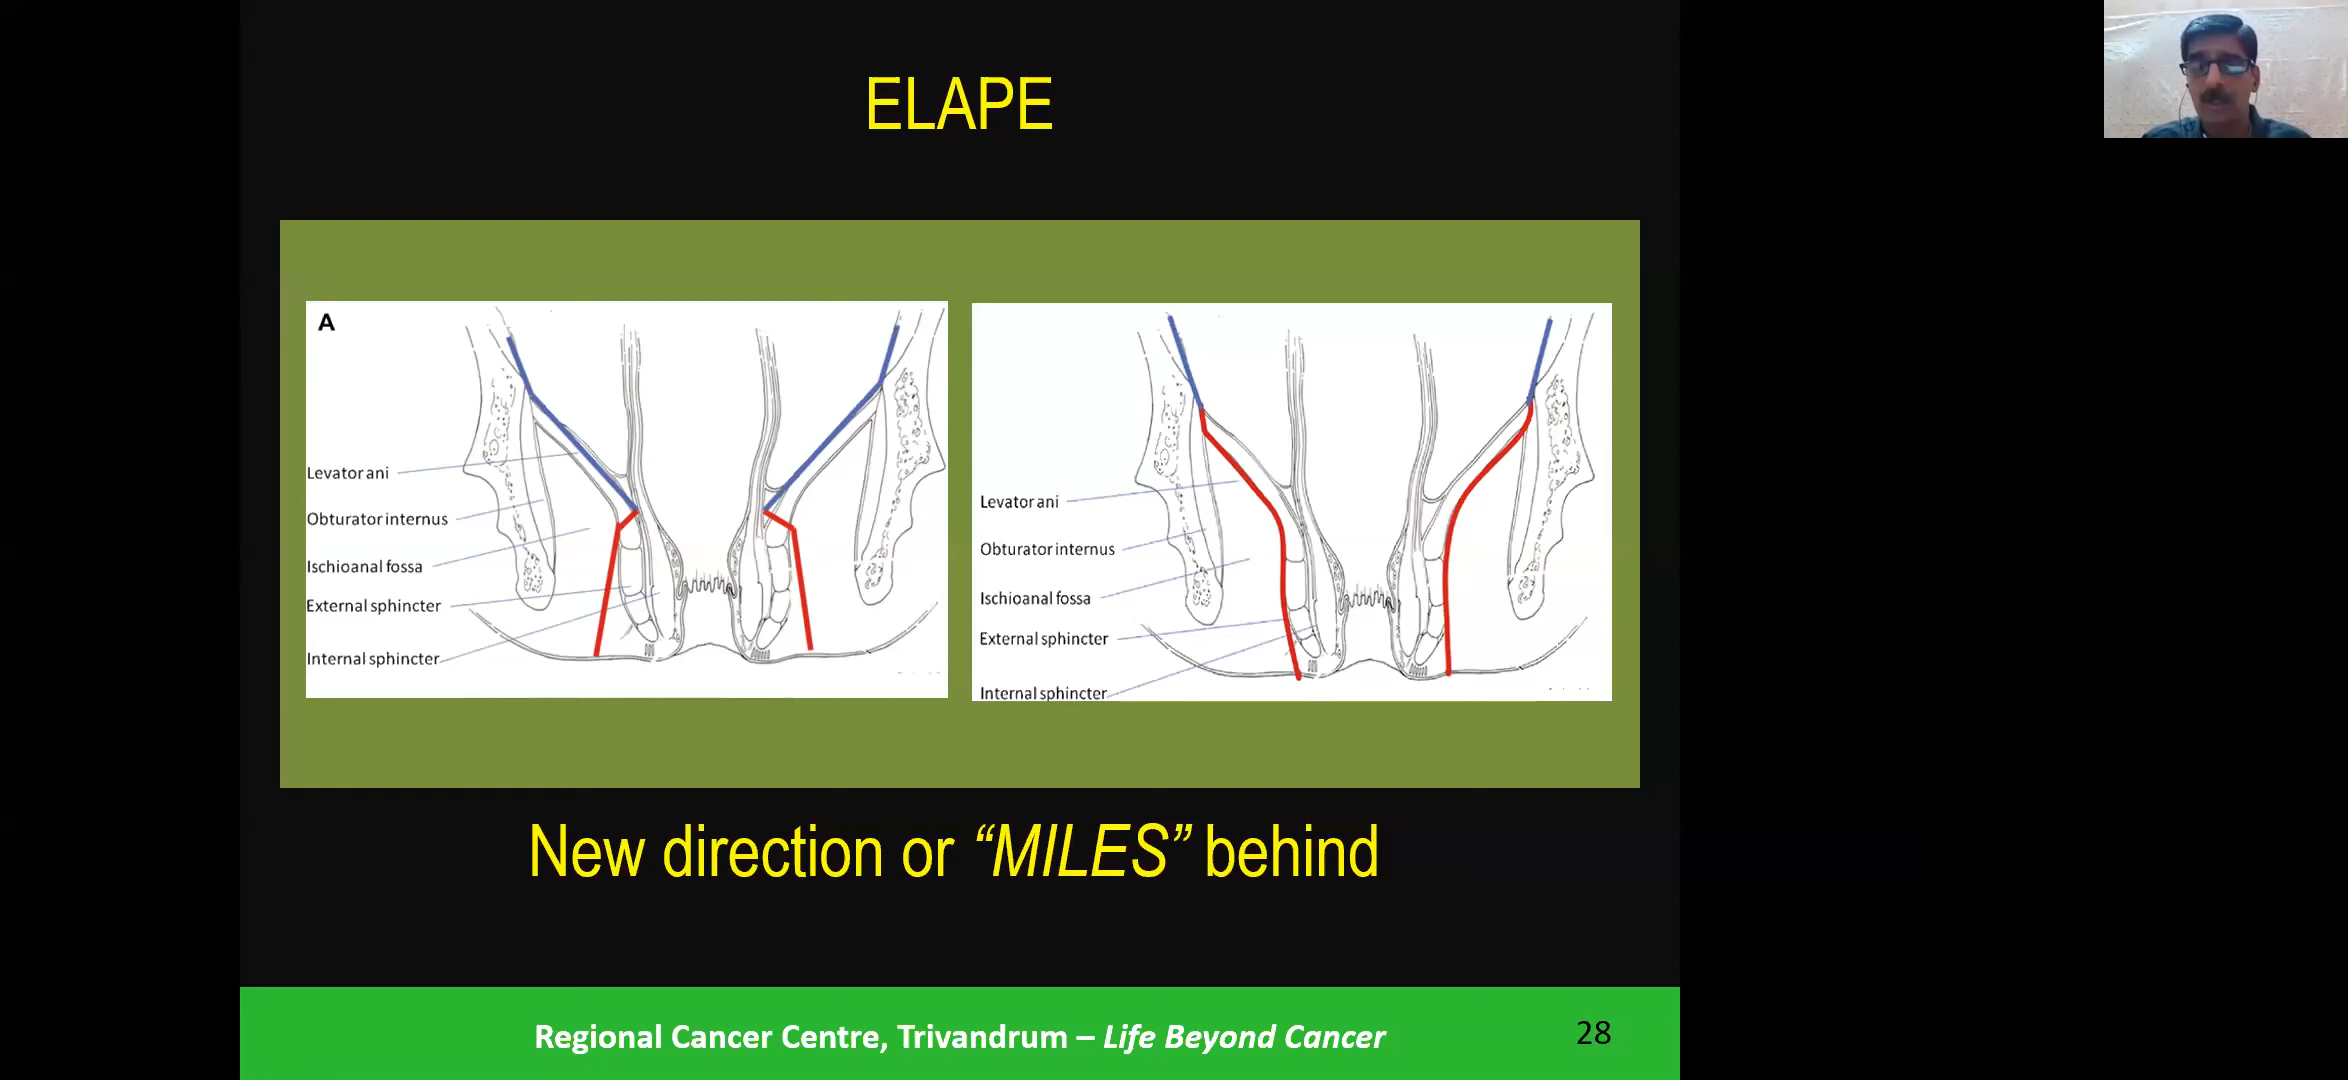 ELAPE
A
Levator ani
Obturator internus
Ischioanal fossa
External sphincter
Internal sphincter
Levator ani
Obturator internus
Ischioanal fossa
External sphincter
Internal sphincter
New direction or “MILES” behind
Regional Cancer Centre, Trivandrum – Life Beyond Cancer
28